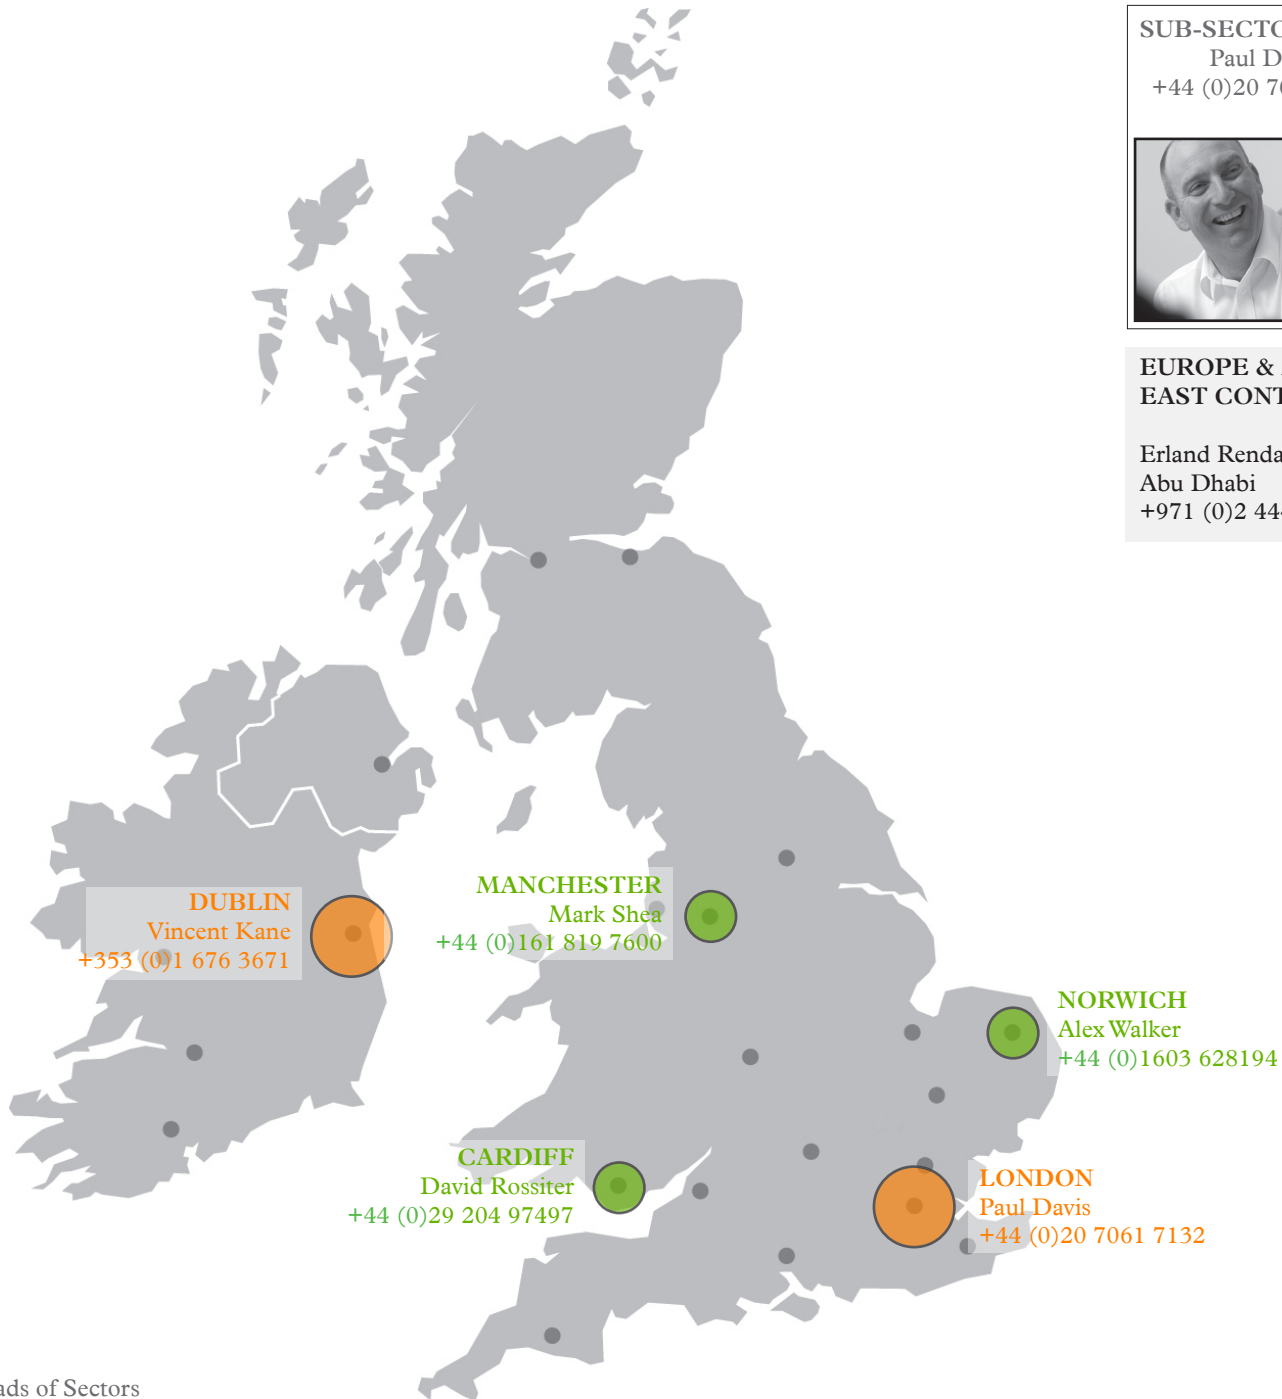 SUB-SECTO
Paul D
+44 (0)20 70
EUROPE &
EAST CONT
Erland Renda
Abu Dhabi
+971 (0)2 444
DUBLIN
Vincent Kane
+353 (0)1 676 3671
MANCHESTER
Mark Shea
+44 (0)161 819 7600
NORWICH
Alex Walker
+44 (0)1603 628194
CARDIFF
David Rossiter
+44 (0)29 204 97497
LONDON
Paul Davis
+44 (0)20 7061 7132
ads of Sectors